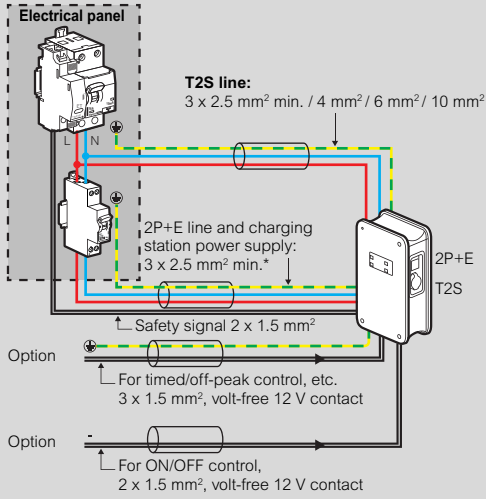 Electrical panel
T2S line:
3 x 2.5 mm² min. / 4 mm² / 6 mm² / 10 mm²
L N
2P+E line and charging
station power supply:
3 x 2.5 mm² min.*
2P+E
T2S
Safety signal 2 x 1.5 mm²
Option
For timed/off-peak control, etc.
3 x 1.5 mm², volt-free 12 V contact
Option
-
For ON/OFF control,
2 x 1.5 mm², volt-free 12 V contact